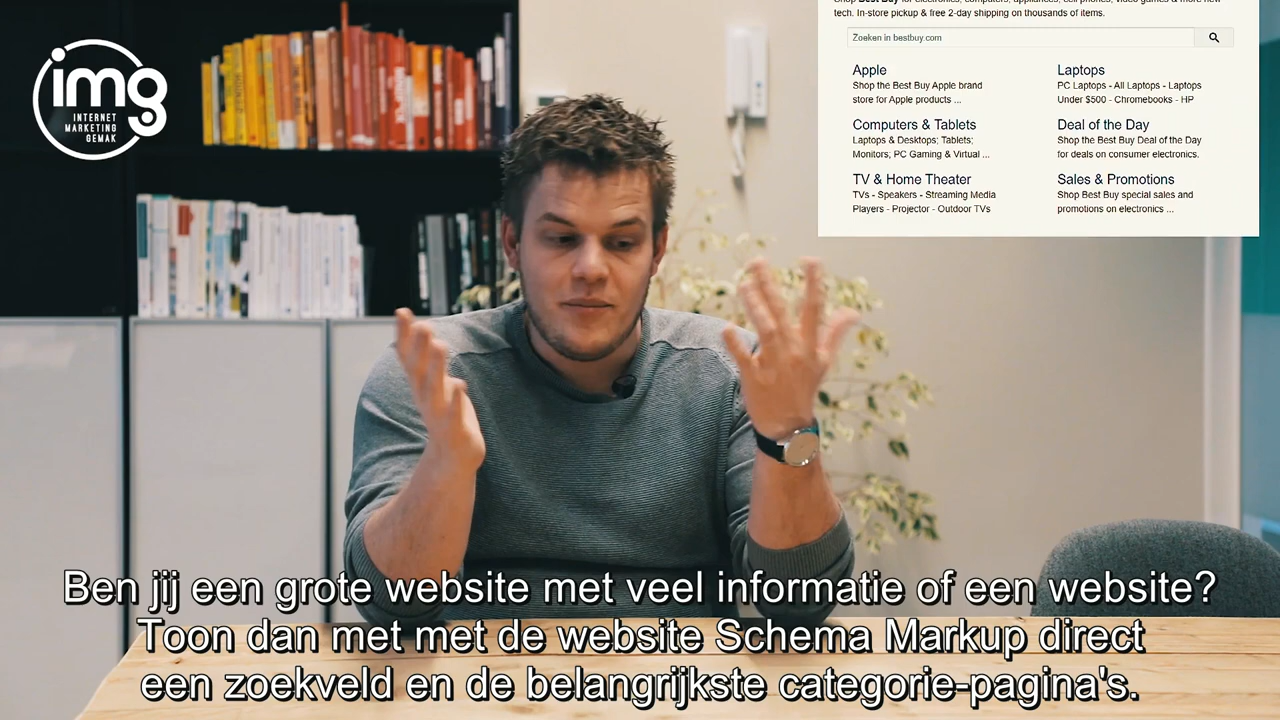 img
INTERNET
MARKETING
GEMAK
tech. In-store pickup & free 2-day shipping on thousands of items.
Zoeken in bestbuy.com
Apple
Shop the Best Buy Apple brand
store for Apple products ...
Laptops
PC Laptops - All Laptops - Laptops
Under $500 - Chromebooks - HP
Computers & Tablets
Laptops & Desktops; Tablets;
Monitors; PC Gaming & Virtual ...
Deal of the Day
Shop the Best Buy Deal of the Day
for deals on consumer electronics.
TV & Home Theater
TVs - Speakers - Streaming Media
Players - Projector - Outdoor TVs
Sales & Promotions
Shop Best Buy special sales and
promotions on electronics ...
Ben jij een grote website met veel informatie of een website?
Toon dan met met de website Schema Markup direct
een zoekveld en de belangrijkste categorie-pagina's.